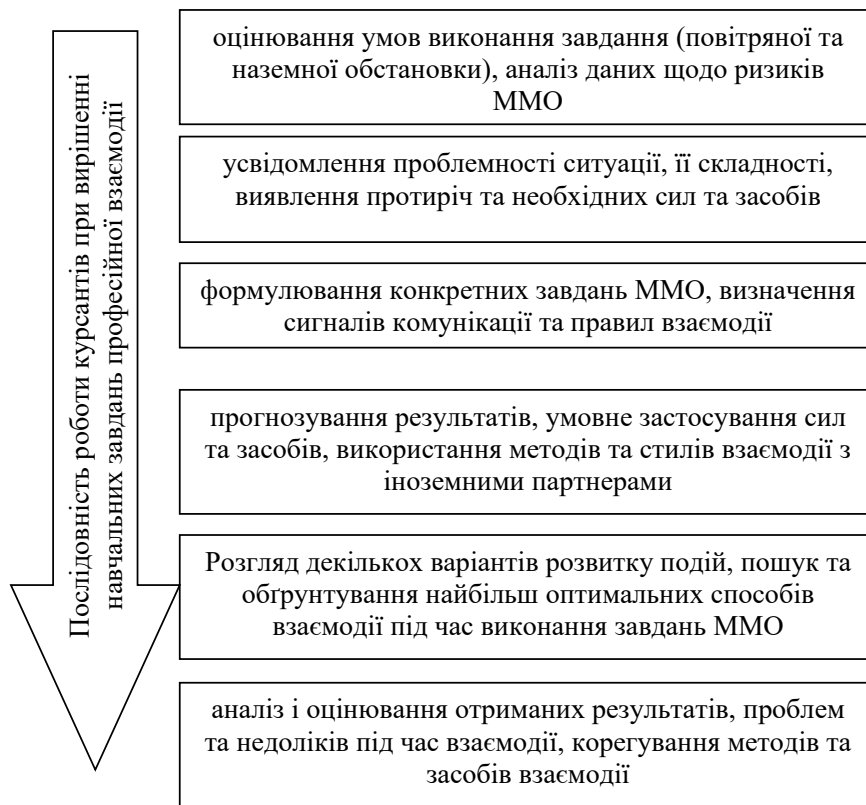 Послідовність роботи курсантів при вирішенні
навчальних завдань професійної взаємодії
оцінювання умов виконання завдання (повітряної та
наземної обстановки), аналіз даних щодо ризиків
ММО
усвідомлення проблемності ситуації, її складності,
виявлення протиріч та необхідних сил та засобів
формулювання конкретних завдань ММО, визначення
сигналів комунікації та правил взаємодії
прогнозування результатів, умовне застосування сил
та засобів, використання методів та стилів взаємодії з
іноземними партнерами
Розгляд декількох варіантів розвитку подій, пошук та
обґрунтування найбільш оптимальних способів
взаємодії під час виконання завдань ММО
аналіз і оцінювання отриманих результатів, проблем
та недоліків під час взаємодії, корегування методів та
засобів взаємодії